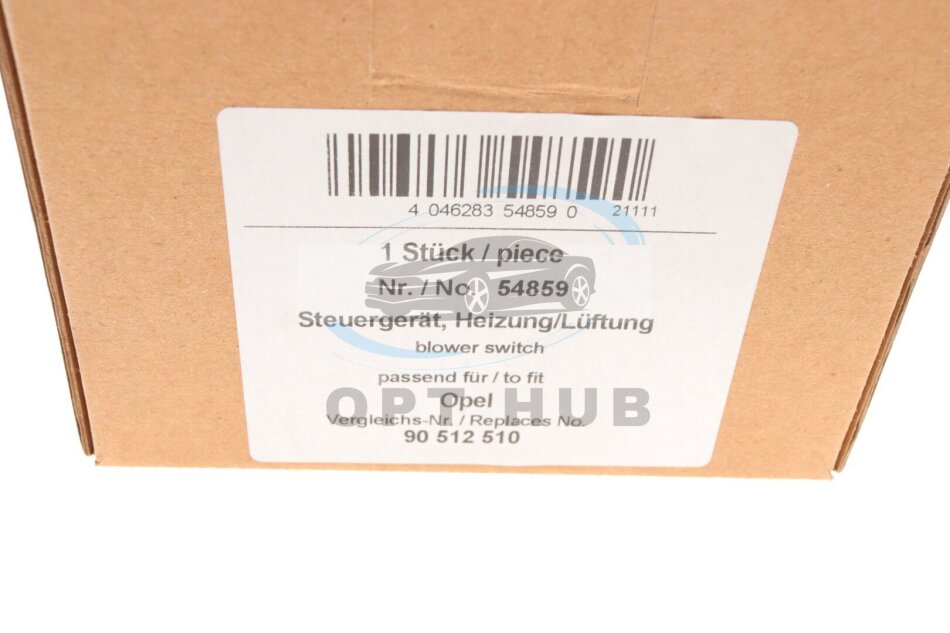 4 046283 54859 0 21111
1 Stück / piece
Nr. / No. 54859
Steuergerät, Heizung/Lüftung
blower switch
passend für / to fit
Opel
OPT HUB
Vergleichs-Nr. / Replaces No.
90 512 510